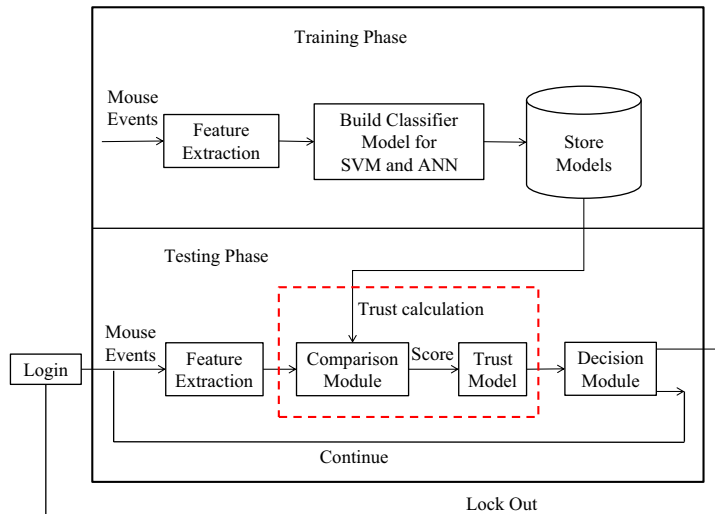 Training Phase
Mouse
Events
Feature
Extraction
Build Classifier
Model for
SVM and ANN
Store
Models
Testing Phase
Trust calculation
Mouse
Events
Login
Feature
Extraction
Comparison
Module
Score
Trust
Model
Decision
Module
Continue
Lock Out